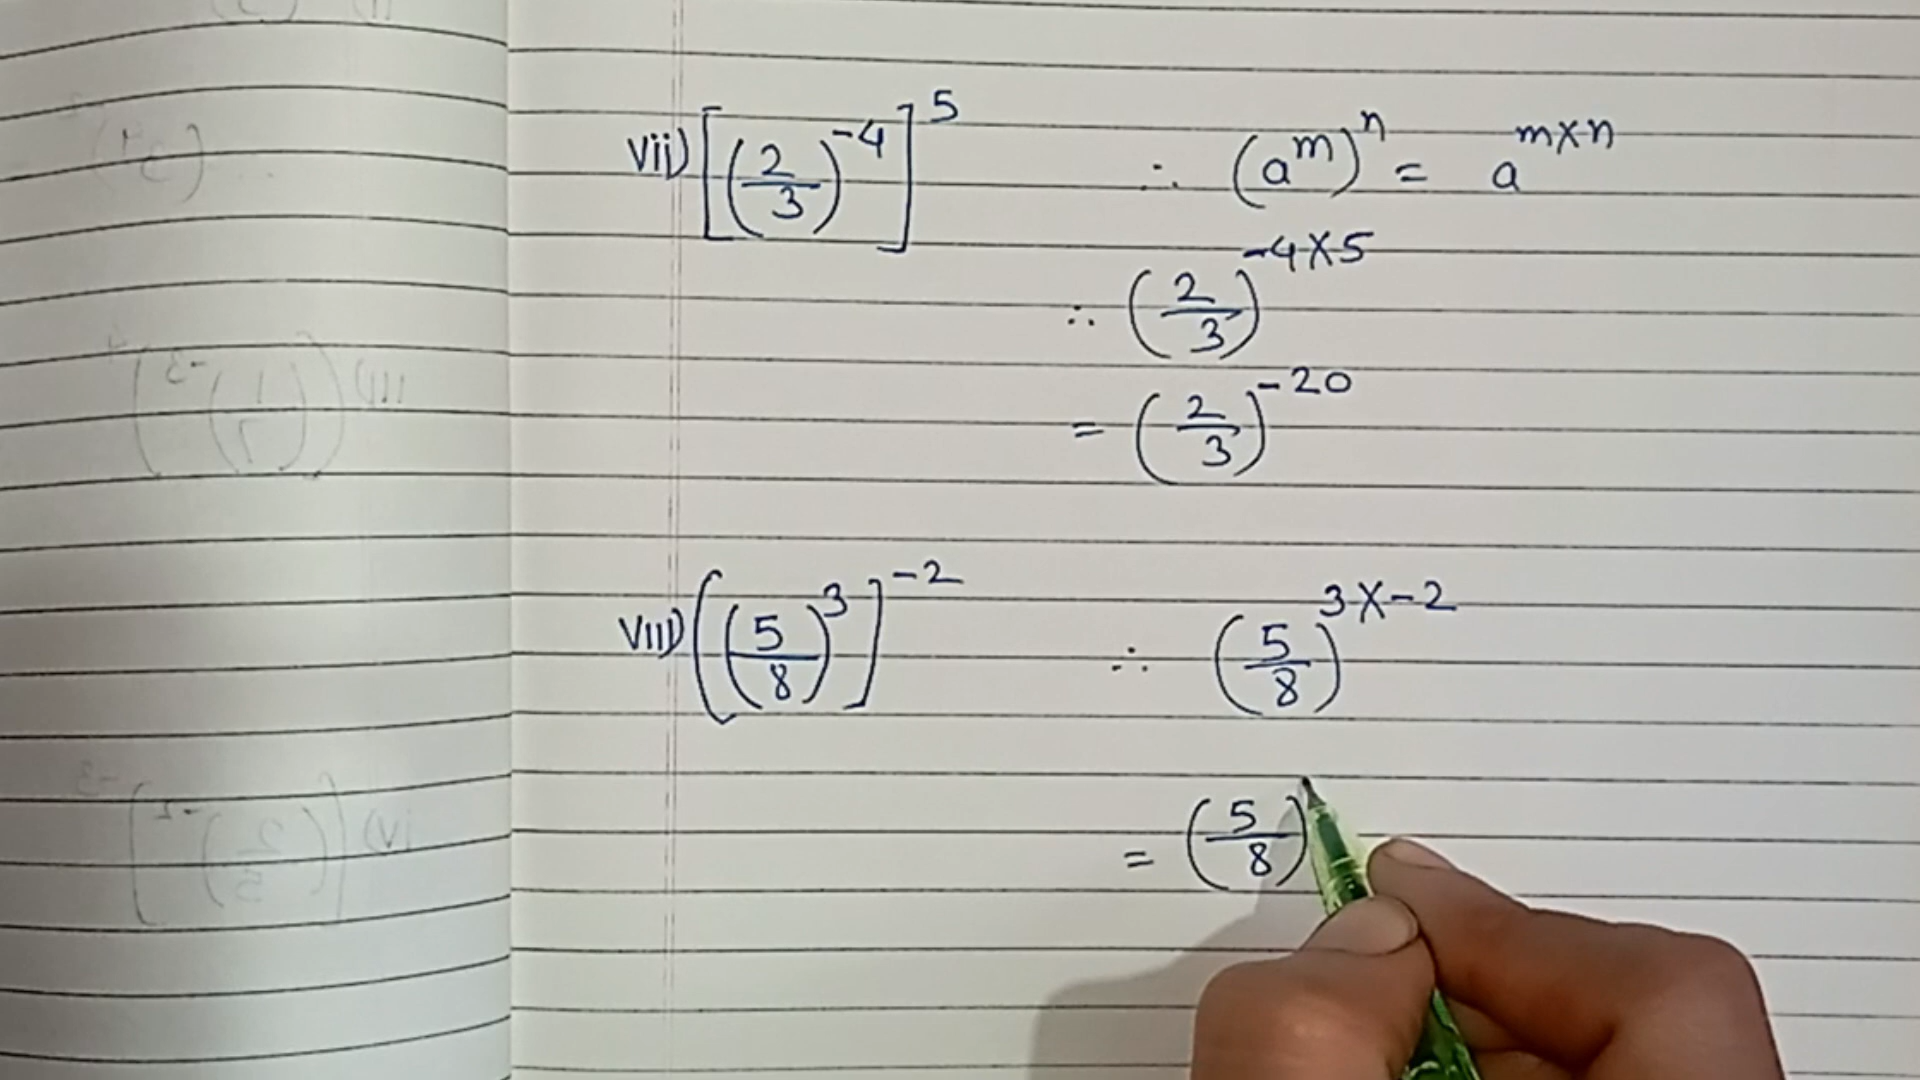 vii) [(2/3)^-4]^5 ∴ (a^m)^n = a^m×n
∴ (2/3)^-4×5
= (2/3)^-20
viii) [(5/8)^3]^-2 ∴ (5/8)^3×-2
= (5/8)